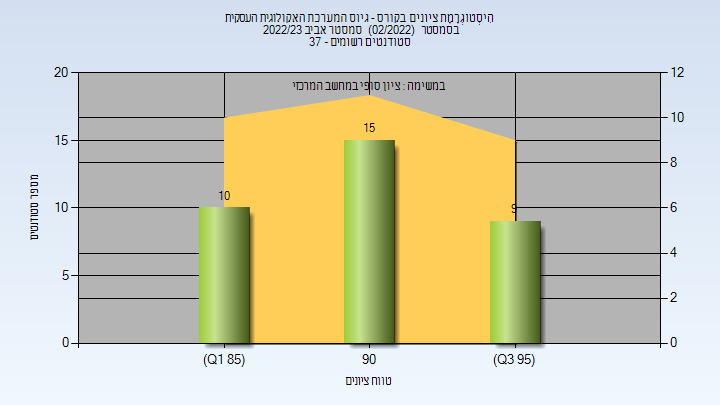 הִיסְטוֹגְרָמַת ציונים בקורס - גיוס המערכת האקולוגית העסקית
בסמסטר (02/2022) סמסטר אביב 2022/23
סטודנטים רשומים - 37
במשימה : ציון סופי במחשב המרכזי
20
15
10
5
0
12
10
8
6
4
2
0
10
15
9
מספר סטודנטים
(Q1 85)
90
(Q3 95)
טווח ציונים